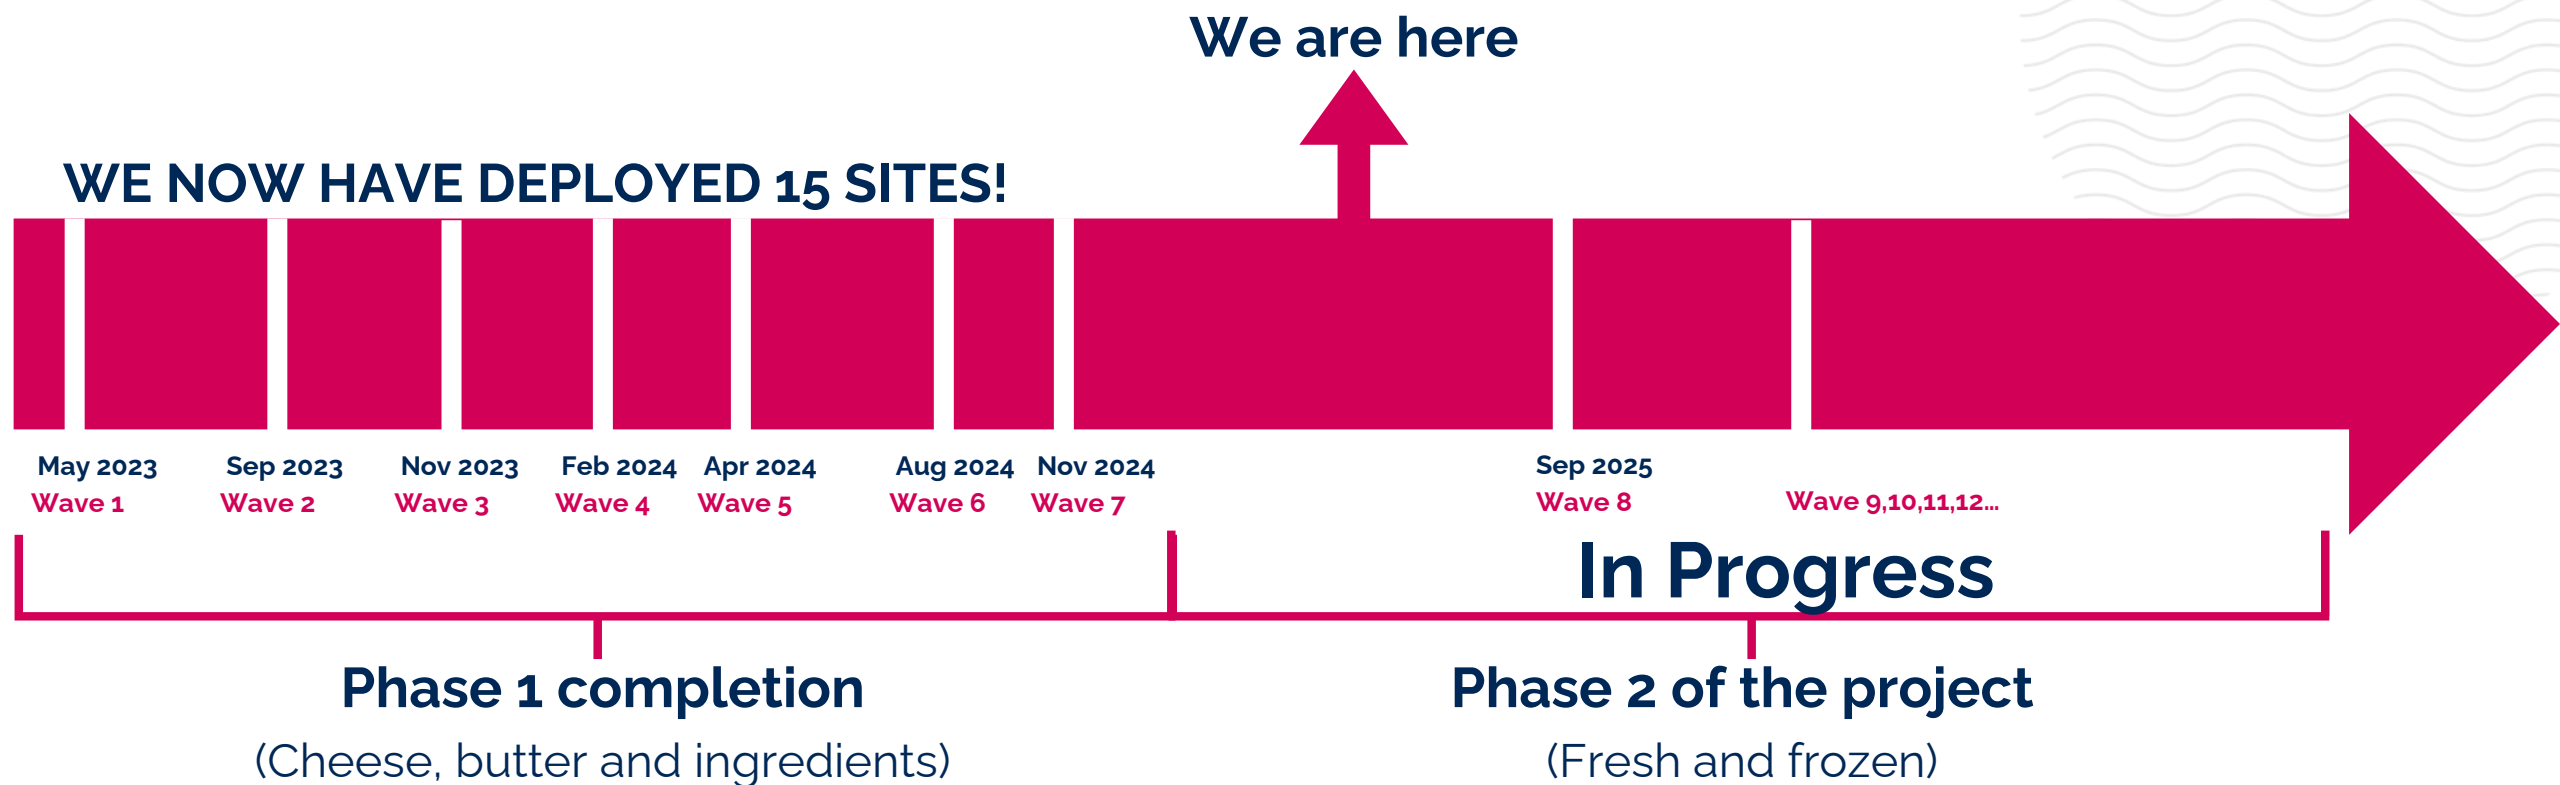 We are here
WE NOW HAVE DEPLOYED 15 SITES!
May 2023
Wave 1
Sep 2023
Wave 2
Nov 2023
Wave 3
Feb 2024
Wave 4
Apr 2024
Wave 5
Aug 2024
Wave 6
Nov 2024
Wave 7
Sep 2025
Wave 8
Wave 9,10,11,12...
In Progress
Phase 1 completion
(Cheese, butter and ingredients)
Phase 2 of the project
(Fresh and frozen)